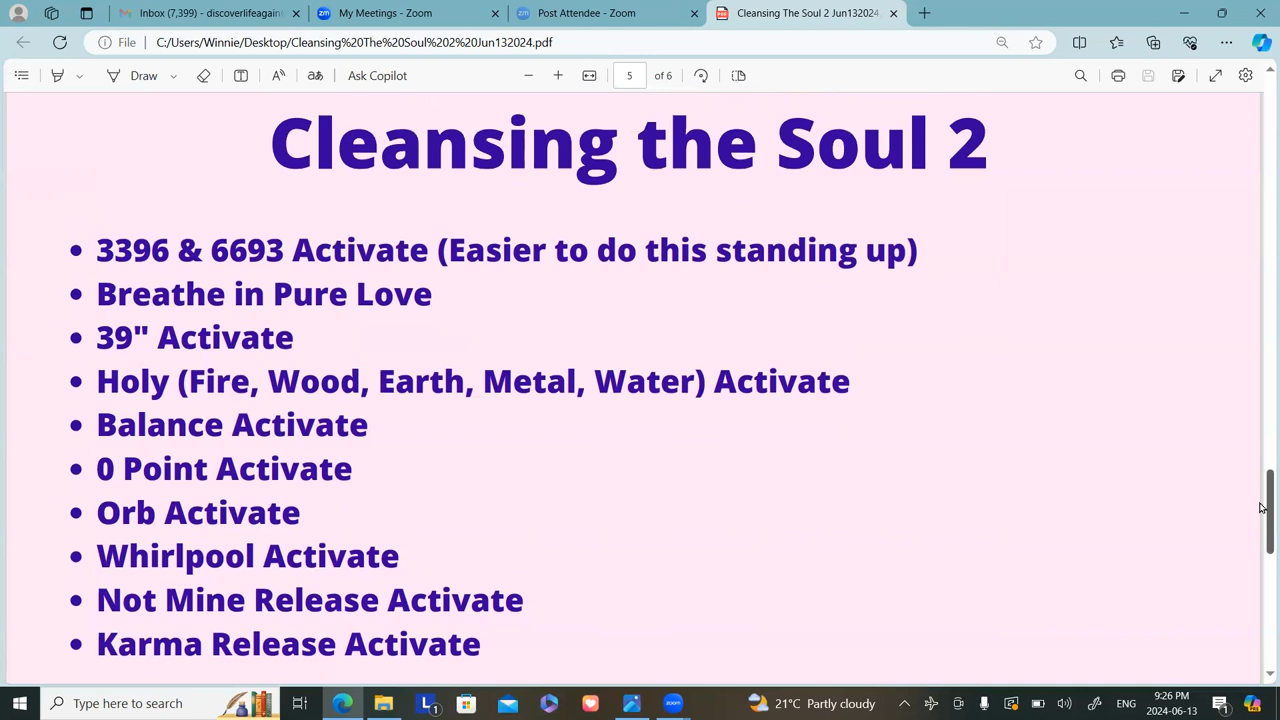 Inbox (7,399) - discoverlifeagain
My Meetings - Zoom
Post Attendee - Zoom
Cleansing The Soul 2 Jun132024
File
C:/Users/Winnie/Desktop/Cleansing%20The%20Soul%202%20Jun132024.pdf
Draw
Ask Copilot
5 of 6
Cleansing the Soul 2
• 3396 & 6693 Activate (Easier to do this standing up)
• Breathe in Pure Love
• 39" Activate
• Holy (Fire, Wood, Earth, Metal, Water) Activate
• Balance Activate
• 0 Point Activate
• Orb Activate
• Whirlpool Activate
• Not Mine Release Activate
• Karma Release Activate
Type here to search
21°C Partly cloudy
ENG
9:26 PM
2024-06-13